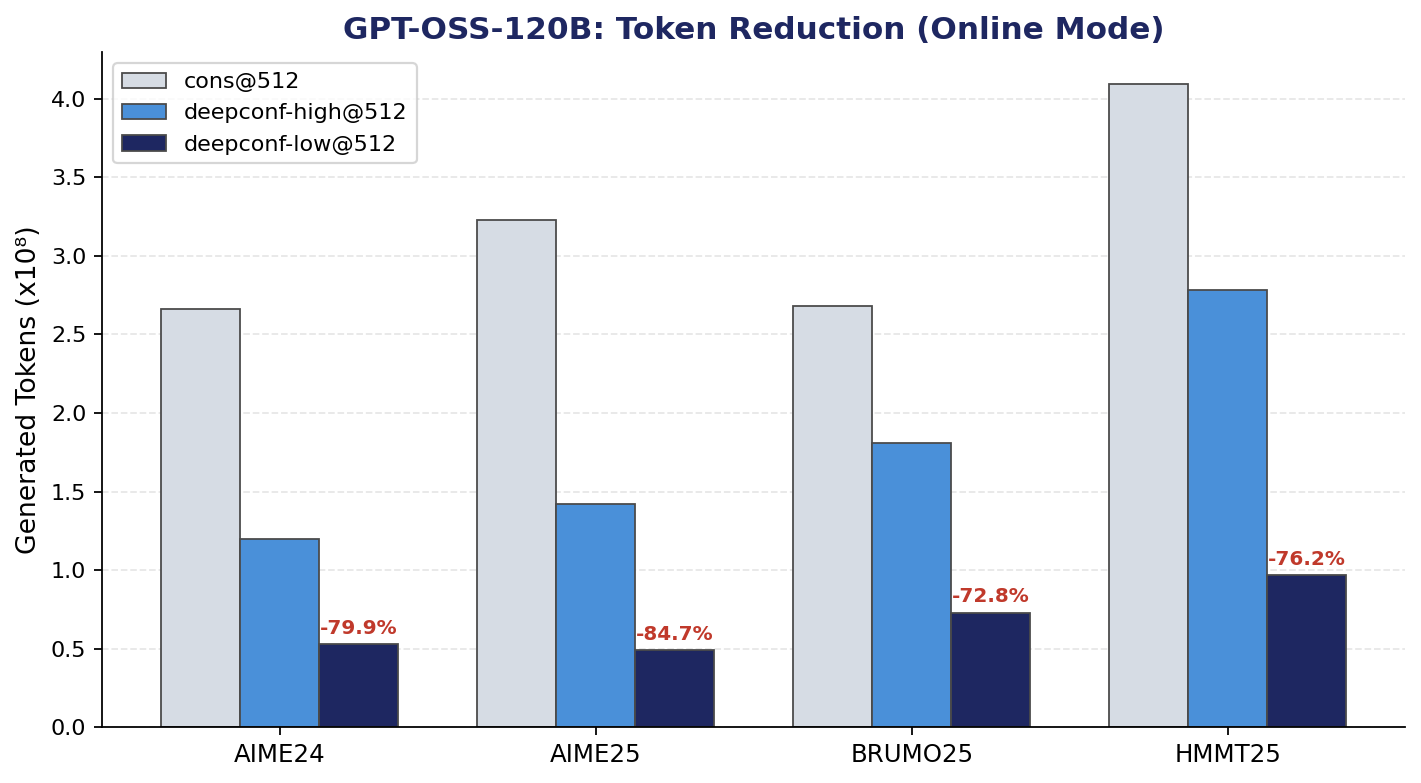 GPT-OSS-120B: Token Reduction (Online Mode)
cons@512
deepconf-high@512
deepconf-low@512
Generated Tokens (x10⁸)
4.0
3.5
3.0
2.5
2.0
1.5
1.0
0.5
0.0
-79.9%
-84.7%
-72.8%
-76.2%
AIME24
AIME25
BRUMO25
HMMT25